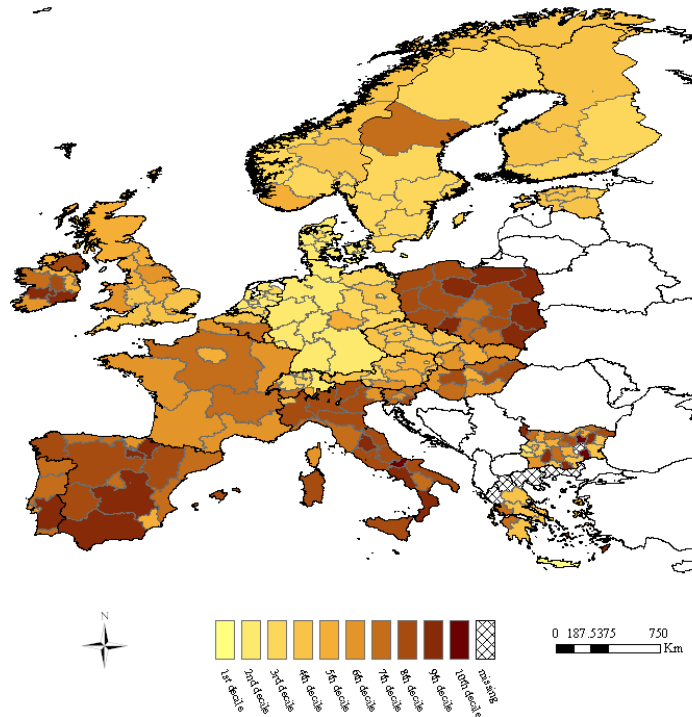 N
1st decile
2nd decile
3rd decile
4th decile
5th decile
6th decile
7th decile
8th decile
9th decile
10th decile
missing
0 187.5375 750
Km